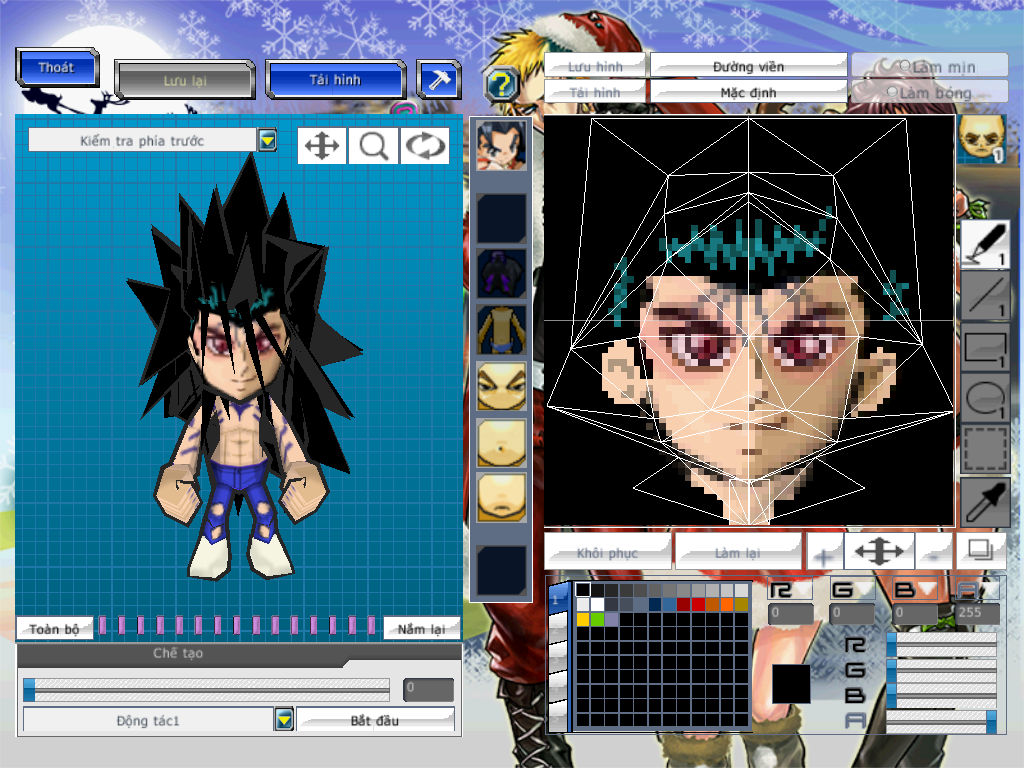 Thoát
Lưu lại
Tải hình
?
Lưu hình
Đường viền
Làm mịn
Tải hình
Mặc định
Làm bóng
Kiểm tra phía trước
1
1
1
1
1
Khôi phục
Làm lại
+
-
1
R
G
B
A
0
0
0
255
R
G
B
A
Toàn bộ
Nắm lại
Chế tạo
0
Động tác1
Bắt đầu